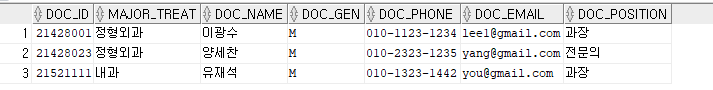 DOC_ID MAJOR_TREAT DOC_NAME DOC_GEN DOC_PHONE DOC_EMAIL DOC_POSITION
1 21428001 정형외과 이광수 M 010-1123-1234 lee1@gmail.com 과장
2 21428023 정형외과 양세찬 M 010-2323-1235 yang@gmail.com 전문의
3 21521111 내과 유재석 M 010-2323-1442 you@gmail.com 과장